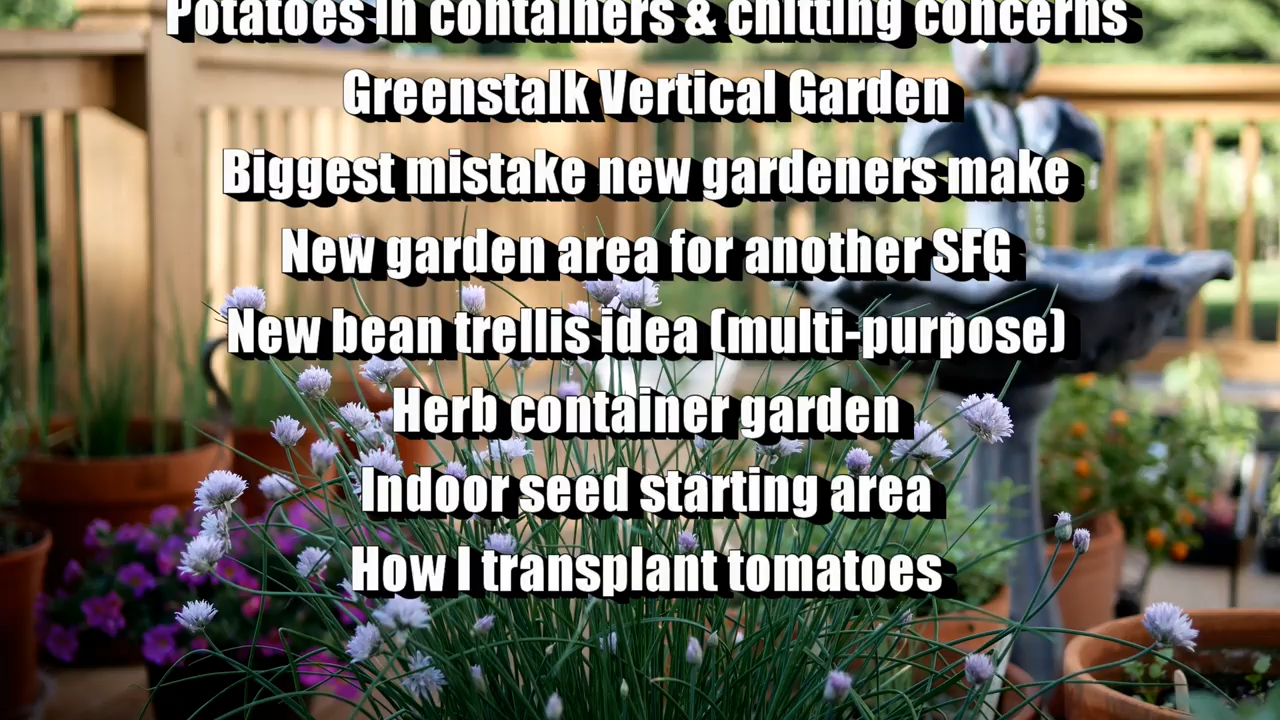 Potatoes in containers & chitting concerns
Greenstalk Vertical Garden
Biggest mistake new gardeners make
New garden area for another SFG
New bean trellis idea (multi-purpose)
Herb container garden
Indoor seed starting area
How I transplant tomatoes